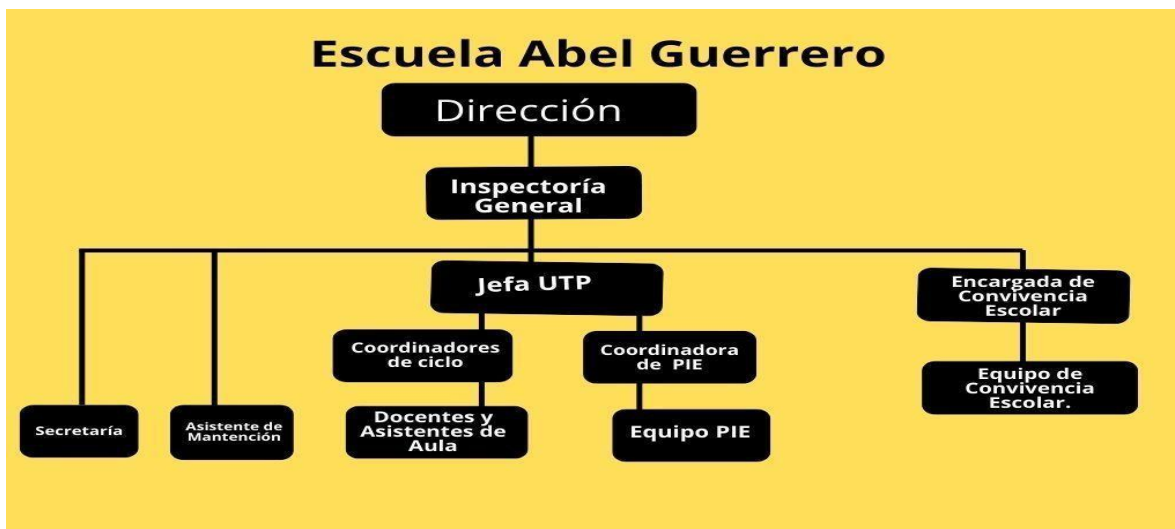 Escuela Abel Guerrero
Dirección
Inspectoría
General
Jefa UTP
Encargada de
Convivencia
Escolar
Coordinadores
de ciclo
Coordinadora
de PIE
Equipo de
Convivencia
Escolar.
Secretaría
Asistente de
Mantención
Docentes y
Asistentes de
Aula
Equipo PIE